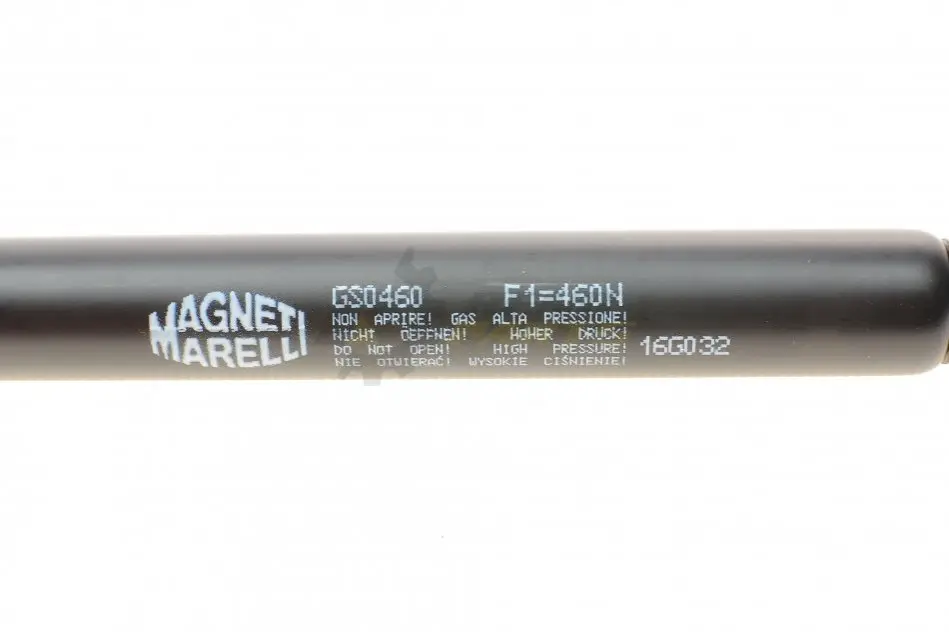 MAGNETI
MARELLI
GS0460 F1=460N
NON APRIRE! GAS ALTA PRESSIONE!
NICHT ÖEFFNEN! HOHER DRUCK!
DO NOT OPEN! HIGH PRESSURE!
NIE OTWIERAĆ! WYSOKIE CIŚNIENIE!
16G032